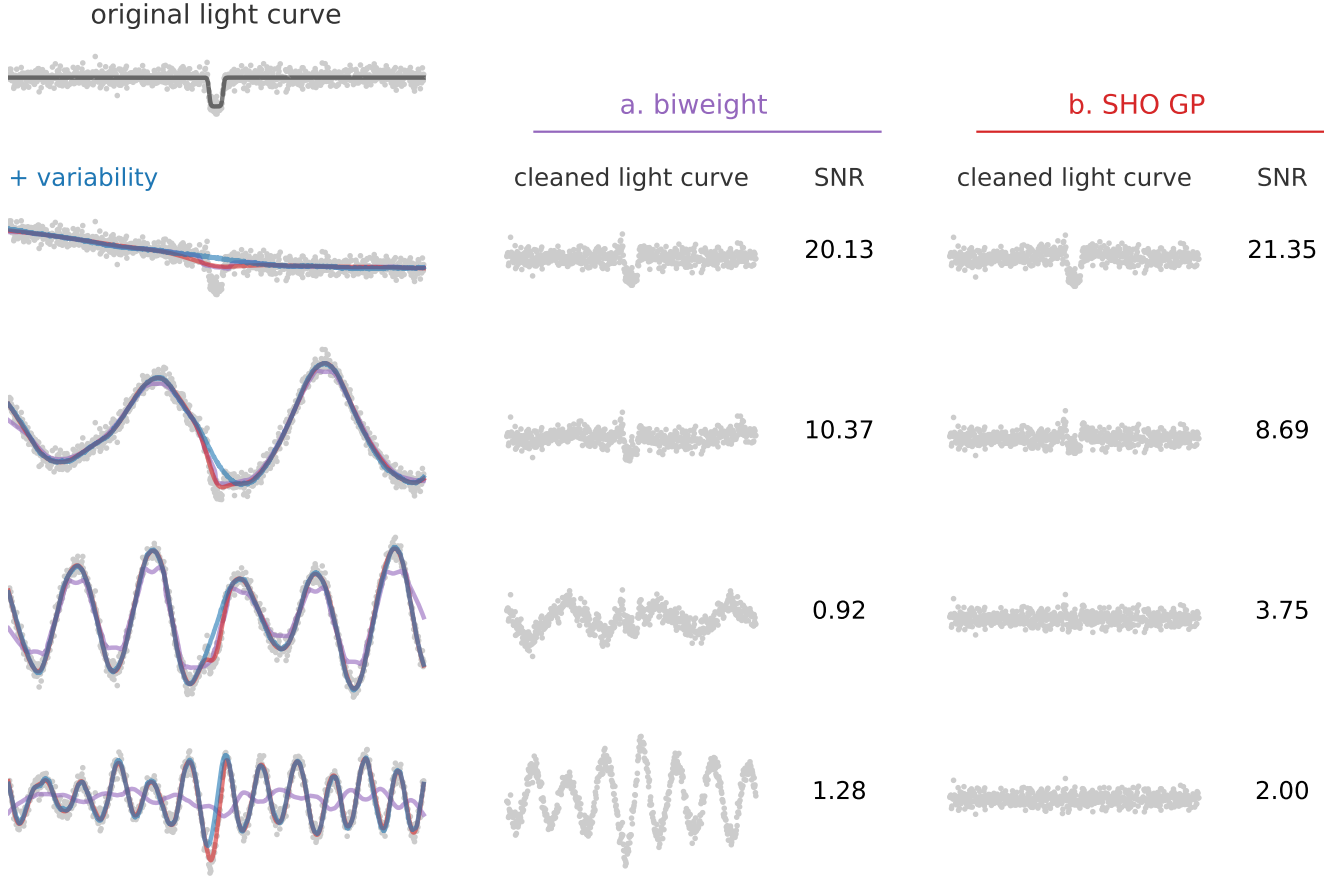 original light curve
a. biweight
b. SHO GP
+ variability
cleaned light curve SNR
cleaned light curve SNR
20.13
21.35
10.37
8.69
0.92
3.75
1.28
2.00